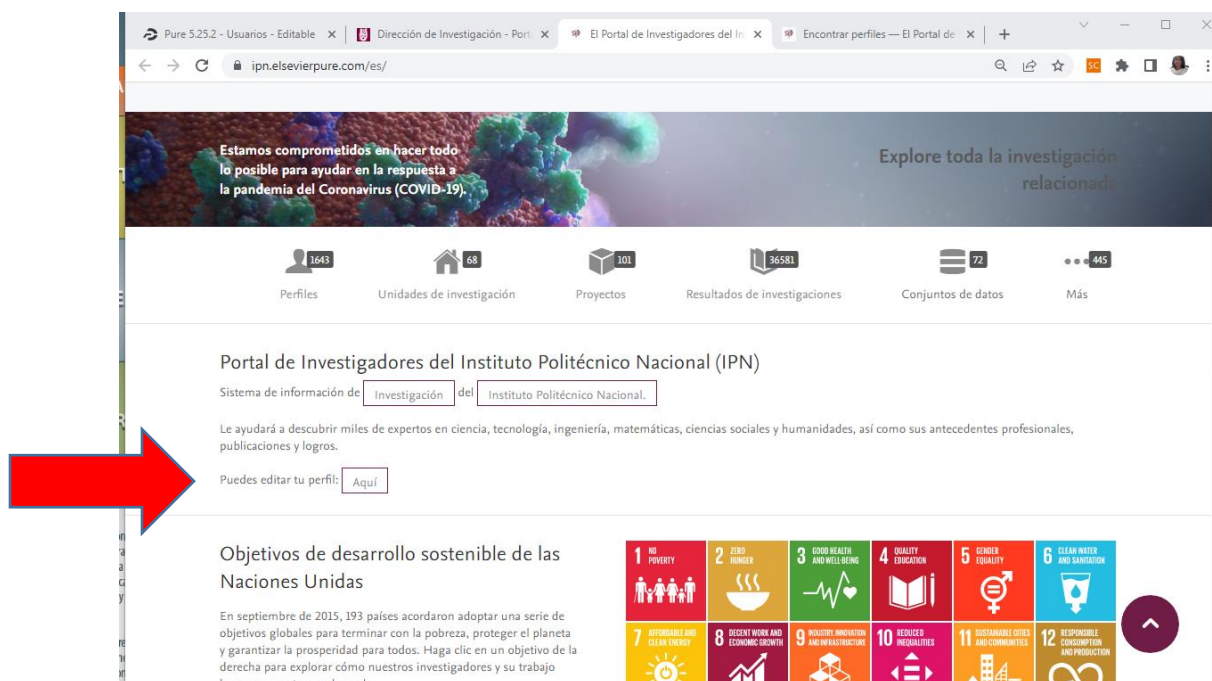 Pure 5.25.2 - Usuarios - Editable
Dirección de Investigación - Port
El Portal de Investigadores del In
Encontrar perfiles — El Portal de
ipn.elsevierpure.com/es/
SC
Estamos comprometidos en hacer todo
lo posible para ayudar en la respuesta a
la pandemia del Coronavirus (COVID-19).
Explore toda la investigación
relacionada
1643
68
101
36581
72
445
Perfiles
Unidades de investigación
Proyectos
Resultados de investigaciones
Conjuntos de datos
Más
Portal de Investigadores del Instituto Politécnico Nacional (IPN)
Sistema de información de Investigación del Instituto Politécnico Nacional.
Le ayudará a descubrir miles de expertos en ciencia, tecnología, ingeniería, matemáticas, ciencias sociales y humanidades, así como sus antecedentes profesionales,
publicaciones y logros.
Puedes editar tu perfil: Aquí
Objetivos de desarrollo sostenible de las
Naciones Unidas
En septiembre de 2015, 193 países acordaron adoptar una serie de
objetivos globales para terminar con la pobreza, proteger el planeta
y garantizar la prosperidad para todos. Haga clic en un objetivo de la
derecha para explorar cómo nuestros investigadores y su trabajo
1 NO
POVERTY
2 ZERO
HUNGER
3 GOOD HEALTH
AND WELL-BEING
4 QUALITY
EDUCATION
5 GENDER
EQUALITY
6 CLEAN WATER
AND SANITATION
7 AFFORDABLE AND
CLEAN ENERGY
8 DECENT WORK AND
ECONOMIC GROWTH
9 INDUSTRY, INNOVATION
AND INFRASTRUCTURE
10 REDUCED
INEQUALITIES
11 SUSTAINABLE CITIES
AND COMMUNITIES
12 RESPONSIBLE
CONSUMPTION
AND PRODUCTION